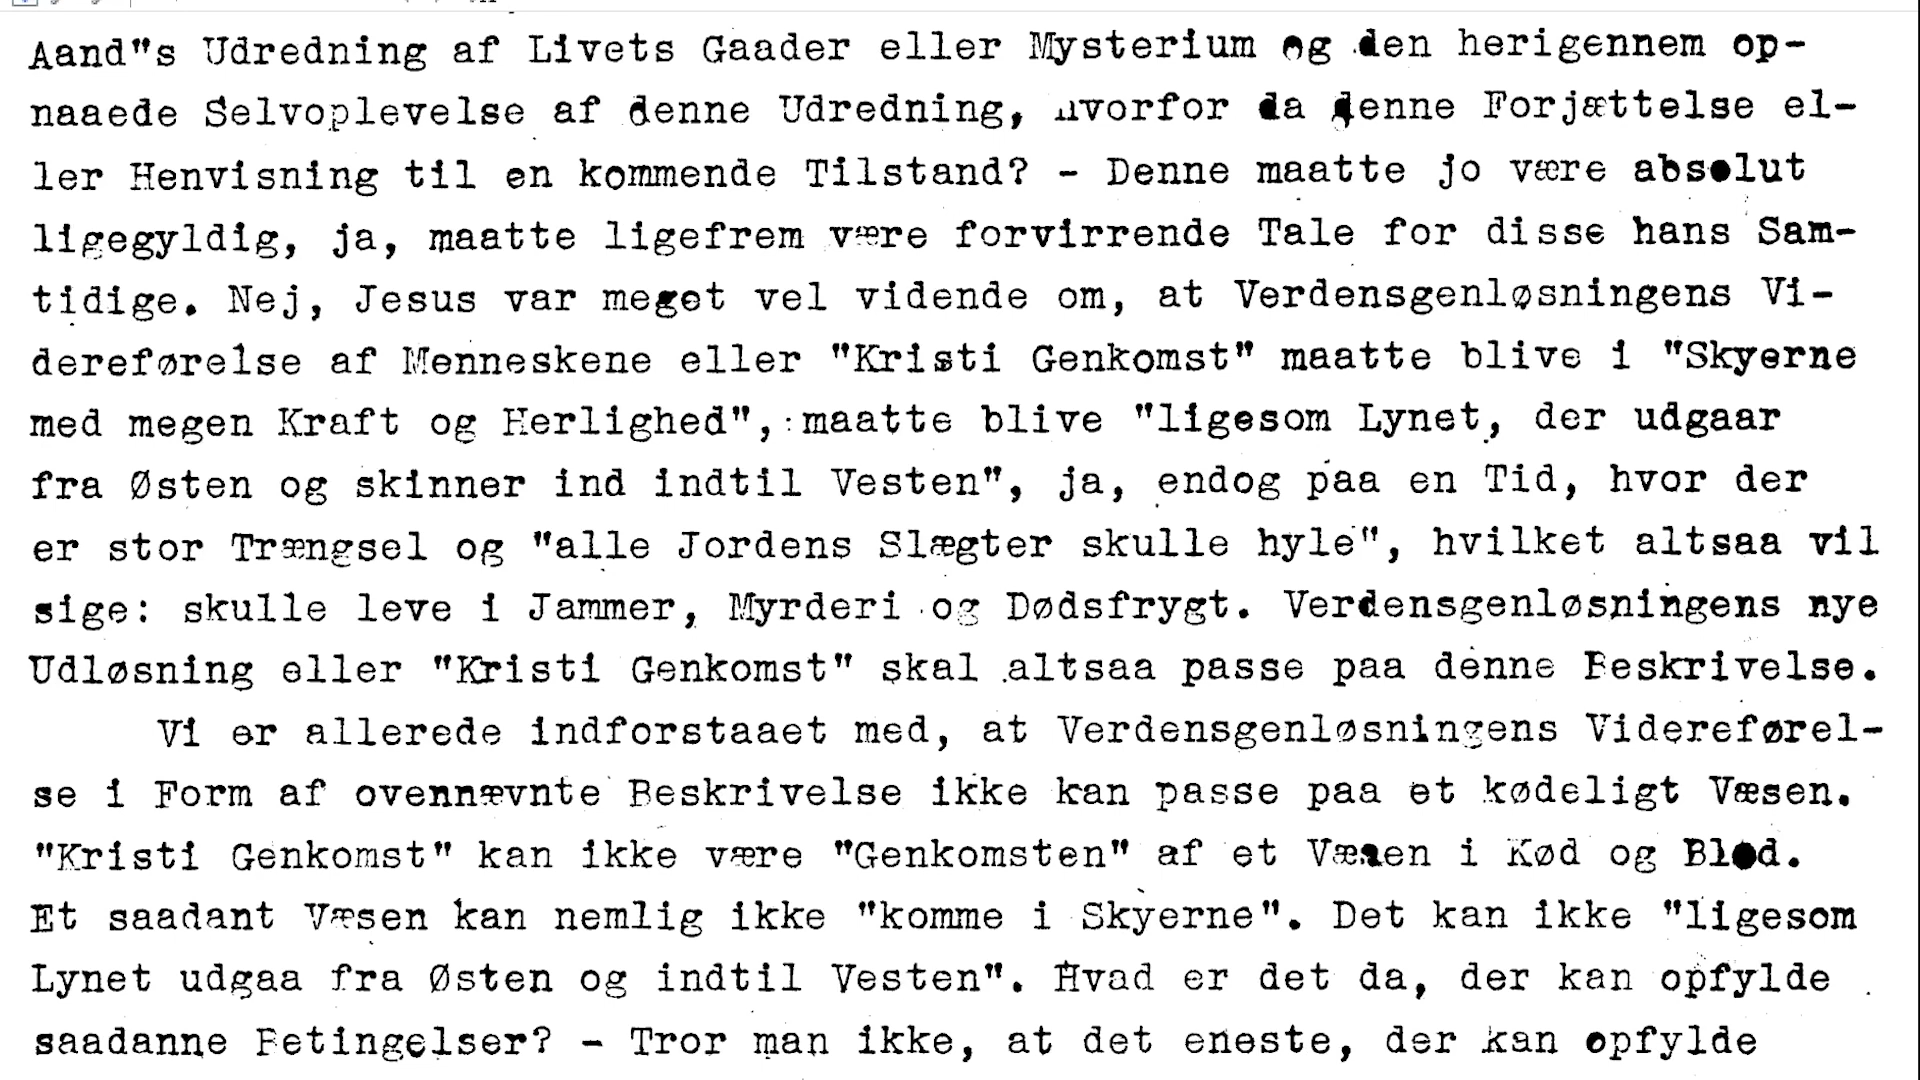 Aand"s Udredning af Livets Gaader eller Mysterium og den herigennem op-
naaede Selvoplevelse af denne Udredning, hvorfor da denne Forjættelse el-
ler Henvisning til en kommende Tilstand? - Denne maatte jo være absolut
ligegyldig, ja, maatte ligefrem være forvirrende Tale for disse hans Sam-
tidige. Nej, Jesus var meget vel vidende om, at Verdensgenløsningens Vi-
dereførelse af Menneskene eller "Kristi Genkomst" maatte blive i "Skyerne
med megen Kraft og Herlighed", maatte blive "ligesom Lynet, der udgaar
fra Østen og skinner ind indtil Vesten", ja, endog paa en Tid, hvor der
er stor Trængsel og "alle Jordens Slægter skulle hyle", hvilket altsaa vil
sige: skulle leve i Jammer, Myrderi og Dødsfrygt. Verdensgenløsningens nye
Udløsning eller "Kristi Genkomst" skal altsaa passe paa denne Beskrivelse.
Vi er allerede indforstaaet med, at Verdensgenløsningens Videreførel-
se i Form af ovennævnte Beskrivelse ikke kan passe paa et kødeligt Væsen.
"Kristi Genkomst" kan ikke være "Genkomsten" af et Væsen i Kød og Blod.
Et saadant Væsen kan nemlig ikke "komme i Skyerne". Det kan ikke "ligesom
Lynet udgaa fra Østen og indtil Vesten". Hvad er det da, der kan opfylde
saadanne Betingelser? - Tror man ikke, at det eneste, der kan opfylde